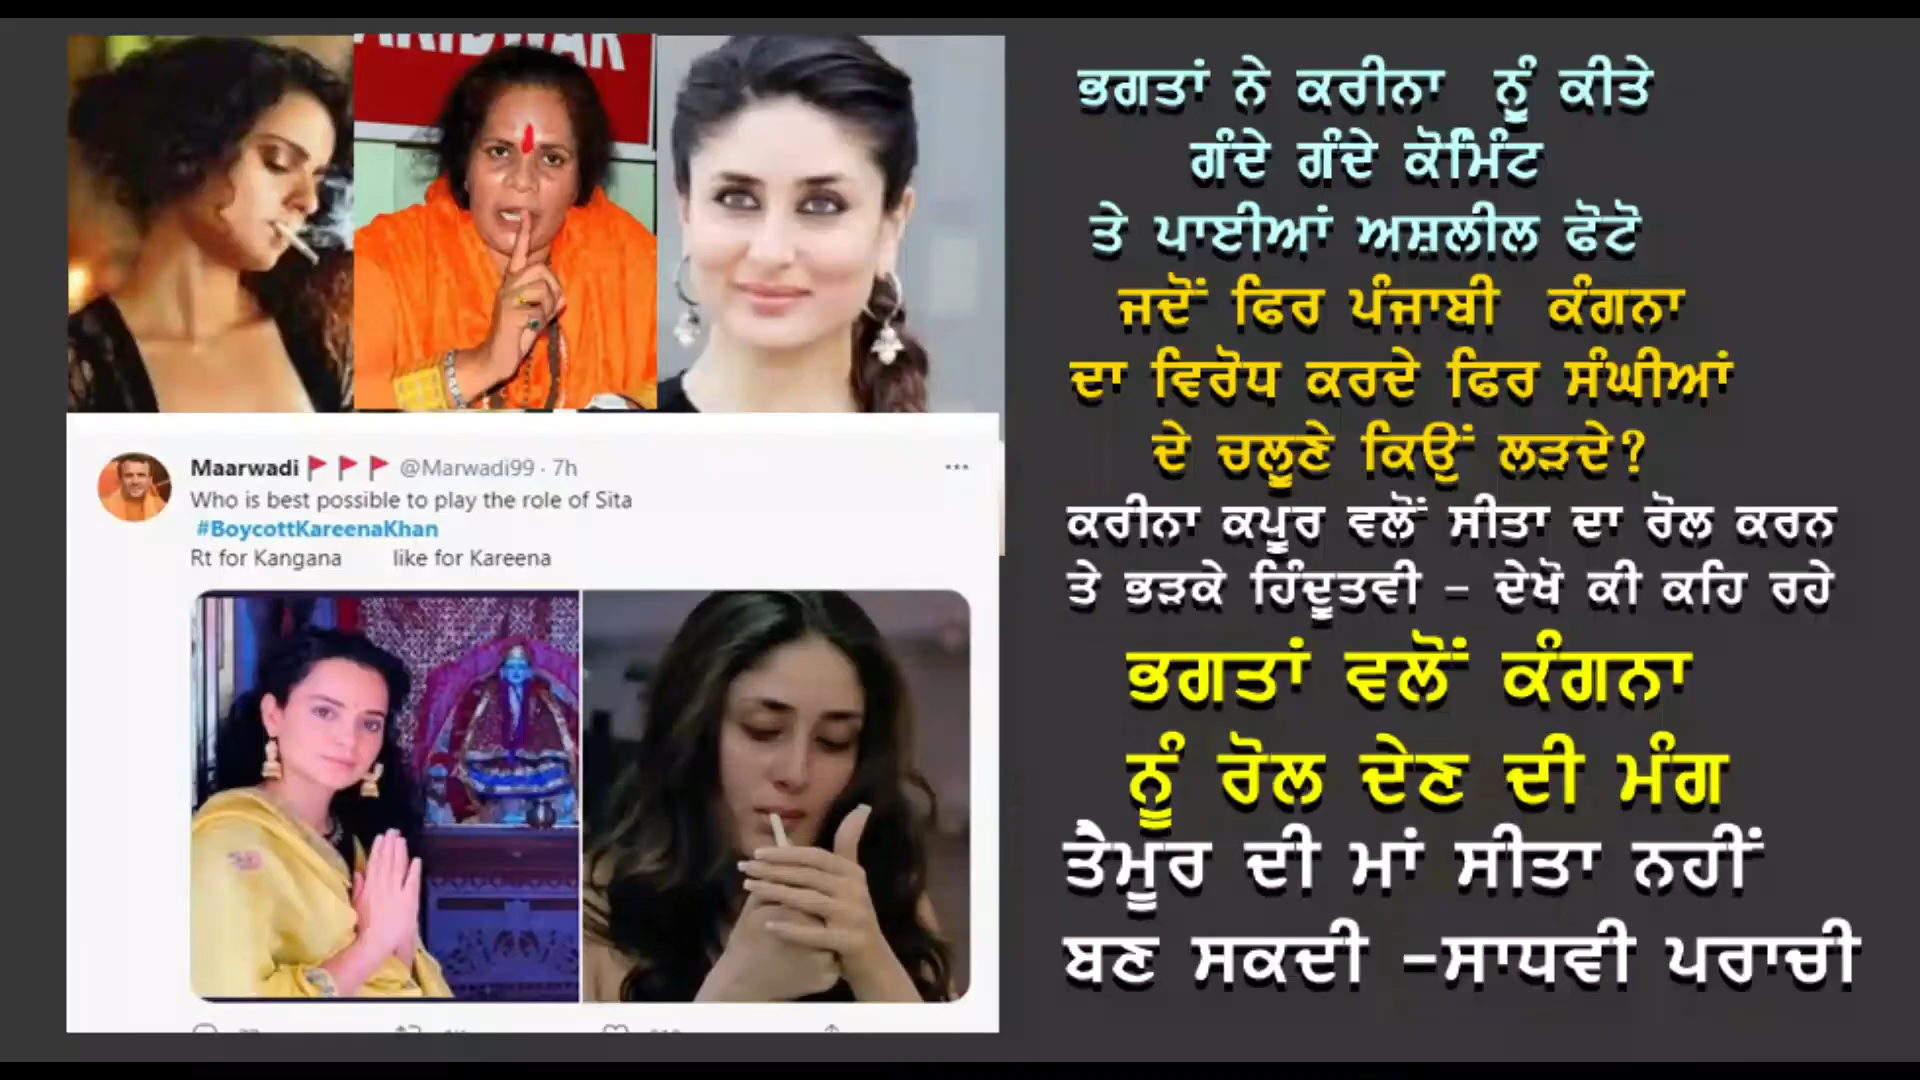 ARIDWAR
Maarwadi 🚩 🚩 🚩 @Marwadi99 · 7h
Who is best possible to play the role of Sita
#BoycottKareenaKhan
Rt for Kangana like for Kareena
ਭਗਤਾਂ ਨੇ ਕਰੀਨਾ ਨੂੰ ਕੀਤੇ
ਗੰਦੇ ਗੰਦੇ ਕੋਮਿੰਟ
ਤੇ ਪਾਈਆਂ ਅਸ਼ਲੀਲ ਫੋਟੋ
ਜਦੋਂ ਫਿਰ ਪੰਜਾਬੀ ਕੰਗਨਾ
ਦਾ ਵਿਰੋਧ ਕਰਦੇ ਫਿਰ ਸੰਘੀਆਂ
ਦੇ ਚਲੂਣੇ ਕਿਉਂ ਲੜਦੇ?
ਕਰੀਨਾ ਕਪੂਰ ਵਲੋਂ ਸੀਤਾ ਦਾ ਰੋਲ ਕਰਨ
ਤੇ ਭੜਕੇ ਹਿੰਦੂਤਵੀ - ਦੇਖੋ ਕੀ ਕਹਿ ਰਹੇ
ਭਗਤਾਂ ਵਲੋਂ ਕੰਗਨਾ
ਨੂੰ ਰੋਲ ਦੇਣ ਦੀ ਮੰਗ
ਤੈਮੂਰ ਦੀ ਮਾਂ ਸੀਤਾ ਨਹੀਂ
ਬਣ ਸਕਦੀ -ਸਾਧਵੀ ਪਰਾਚੀ